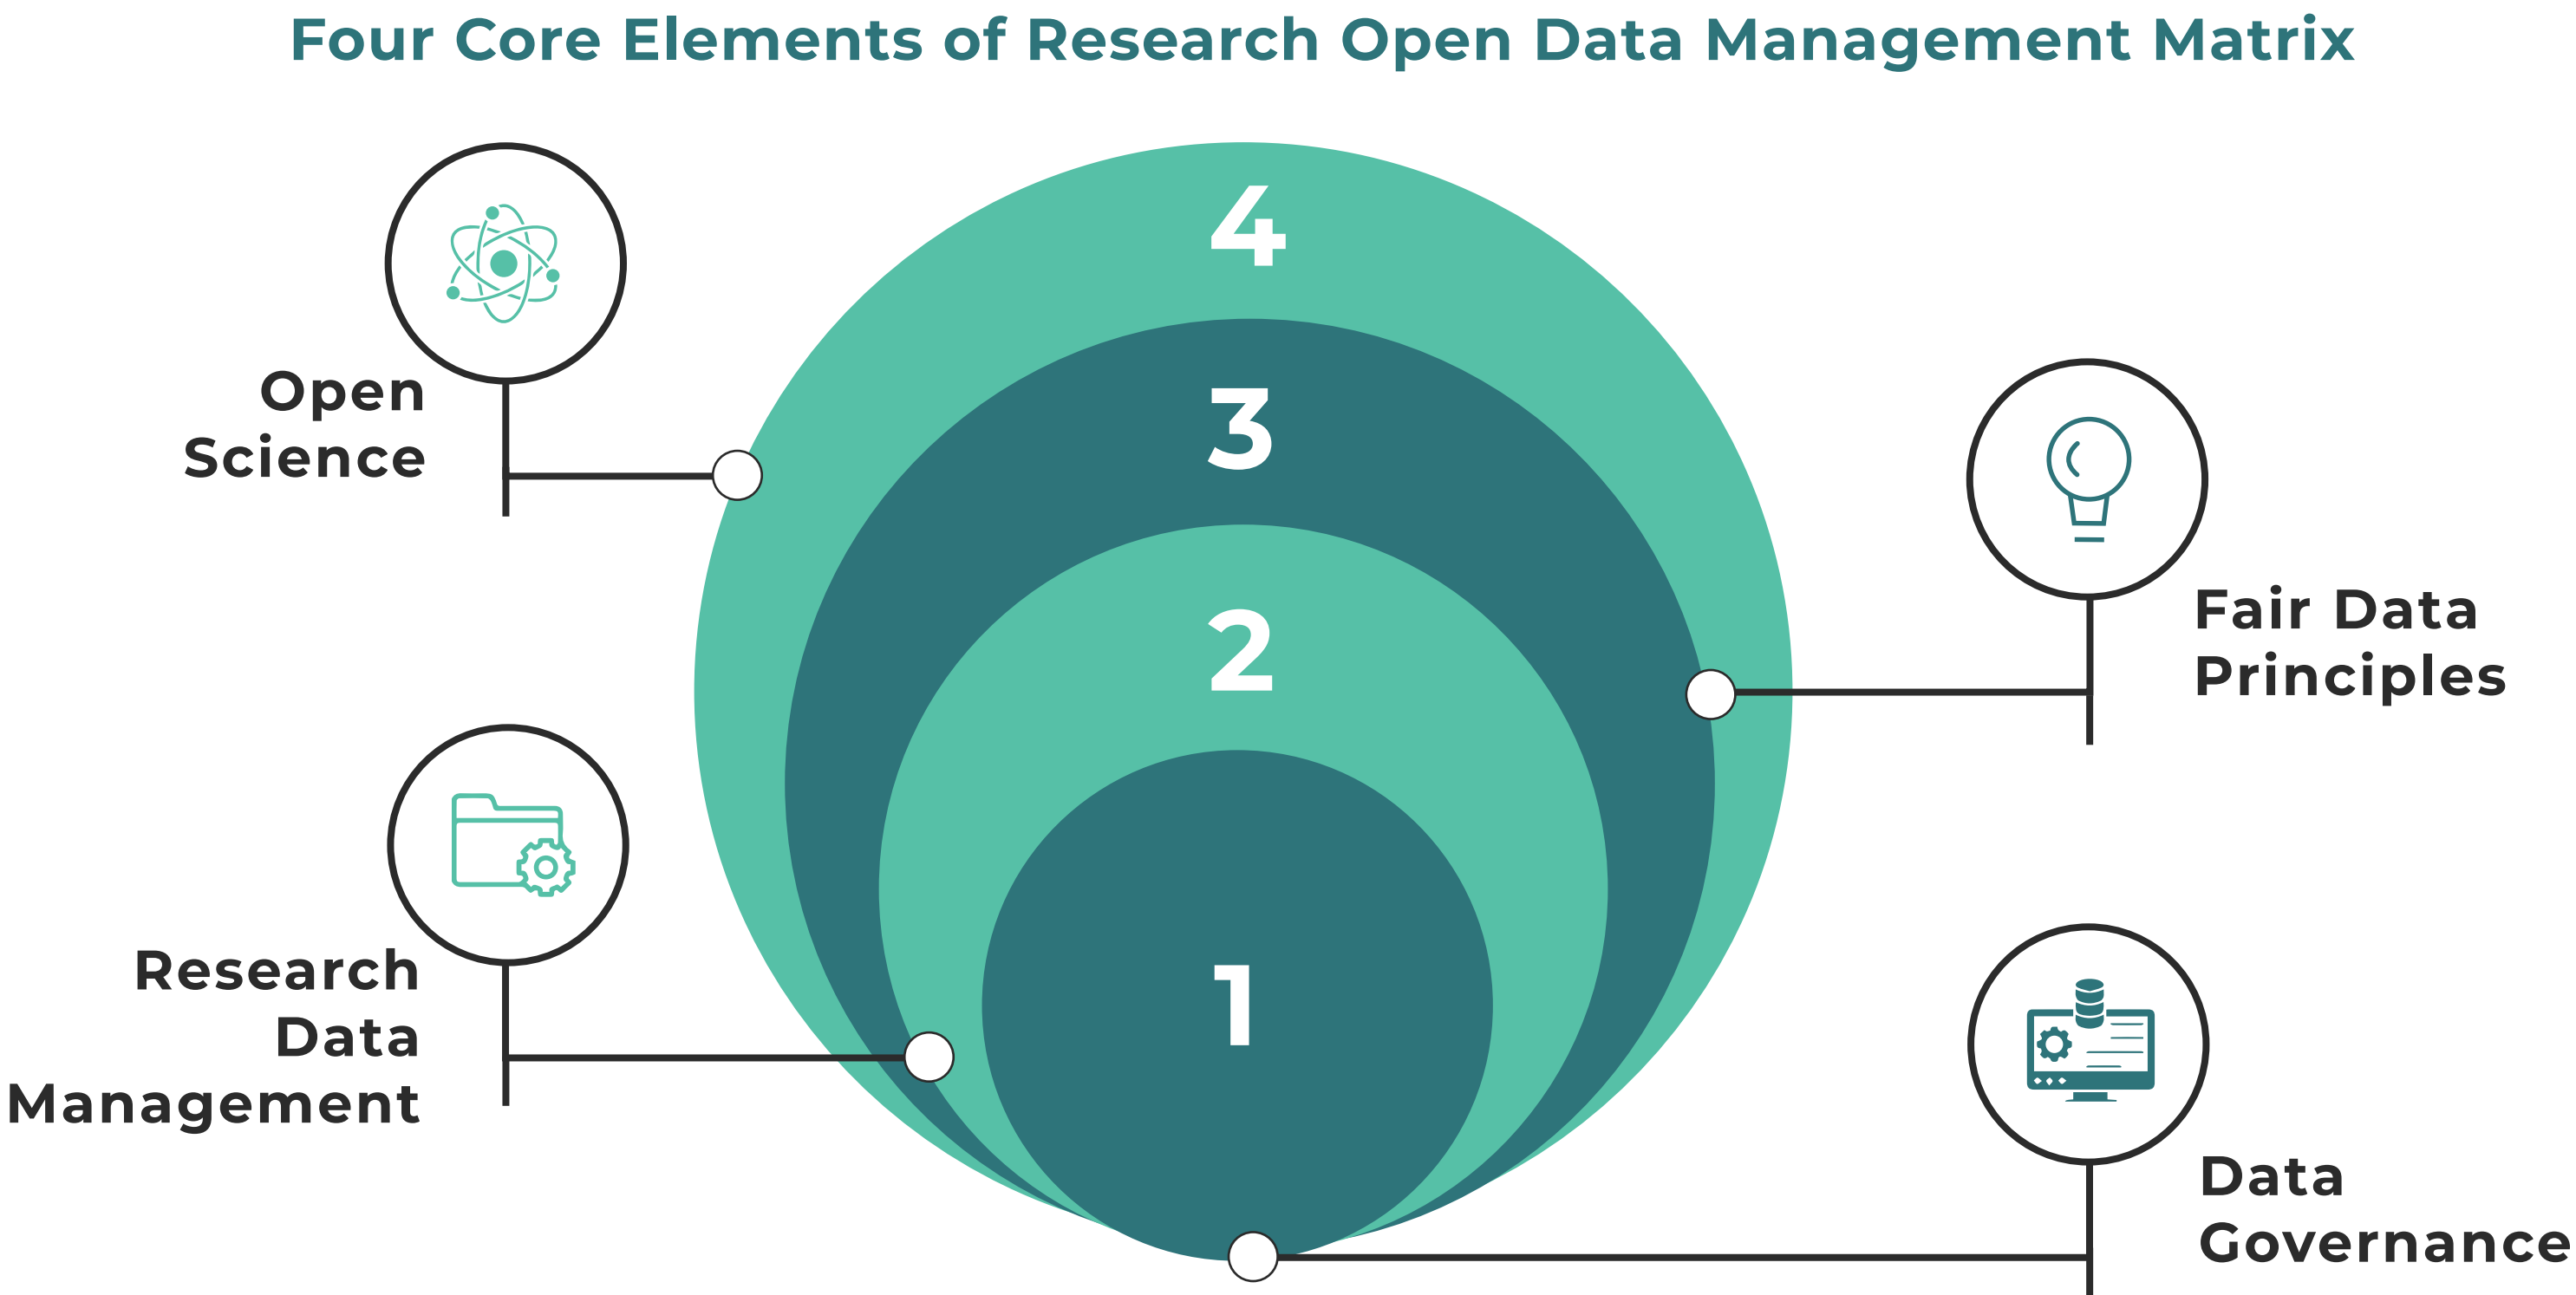 Four Core Elements of Research Open Data Management Matrix
4
Open
Science
3
Fair Data
Principles
2
Research
Data
Management
1
Data
Governance